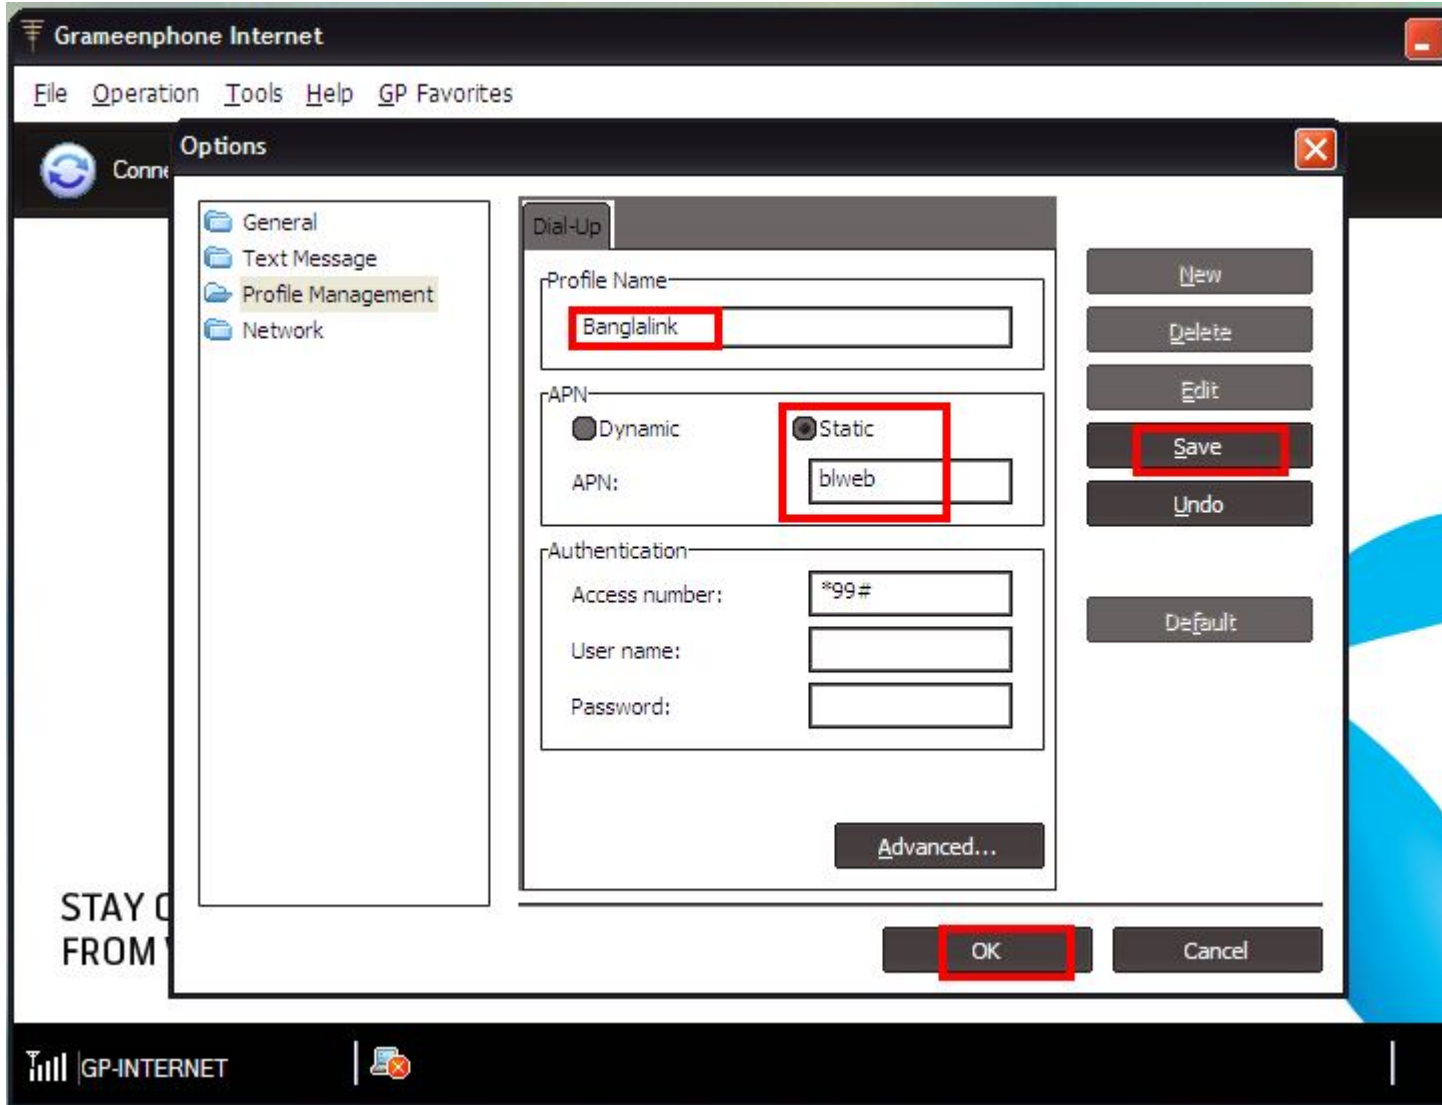 Grameenphone Internet
File Operation Tools Help GP Favorites
Options
Conne
General
Text Message
Profile Management
Network
Dial-Up
Profile Name
Banglalink
APN
Dynamic Static
APN: blweb
Authentication
Access number: *99#
User name:
Password:
Advanced...
New
Delete
Edit
Save
Undo
Default
OK Cancel
STAY
FROM
GP-INTERNET